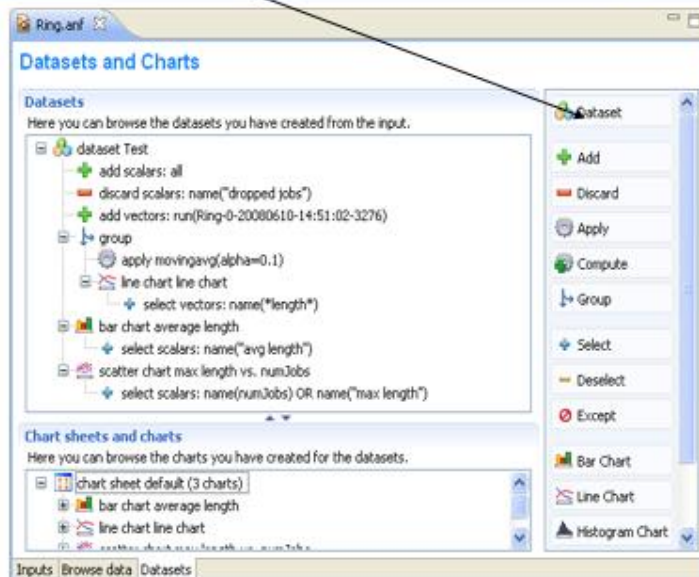 Ring.anf
Datasets and Charts
Datasets
Here you can browse the datasets you have created from the input.
dataset Test
add scalars: all
discard scalars: name("dropped jobs")
add vectors: run(Ring-0-20080610-14:51:02-3276)
group
apply movingavg(alpha=0.1)
line chart line chart
select vectors: name(*length*)
bar chart average length
select scalars: name("avg length")
scatter chart max length vs. numJobs
select scalars: name(numJobs) OR name("max length")
Chart sheets and charts
Here you can browse the charts you have created for the datasets.
chart sheet default (3 charts)
bar chart average length
line chart line chart
scatter chart max length vs. numJobs
Dataset
Add
Discard
Apply
Compute
Group
Select
Deselect
Except
Bar Chart
Line Chart
Histogram Chart
Inputs Browse data Datasets